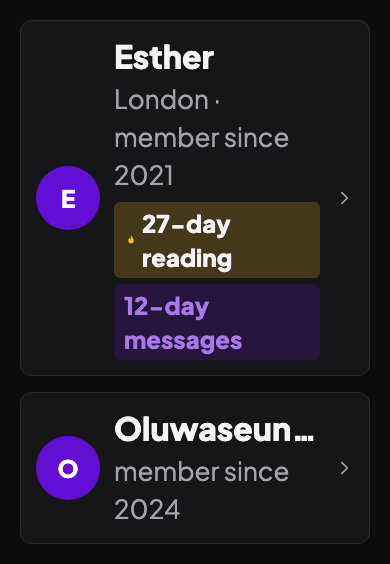 Esther
London ·
member since
2021
E
27-day
reading
12-day
messages
Oluwaseun...
member since
2024
O